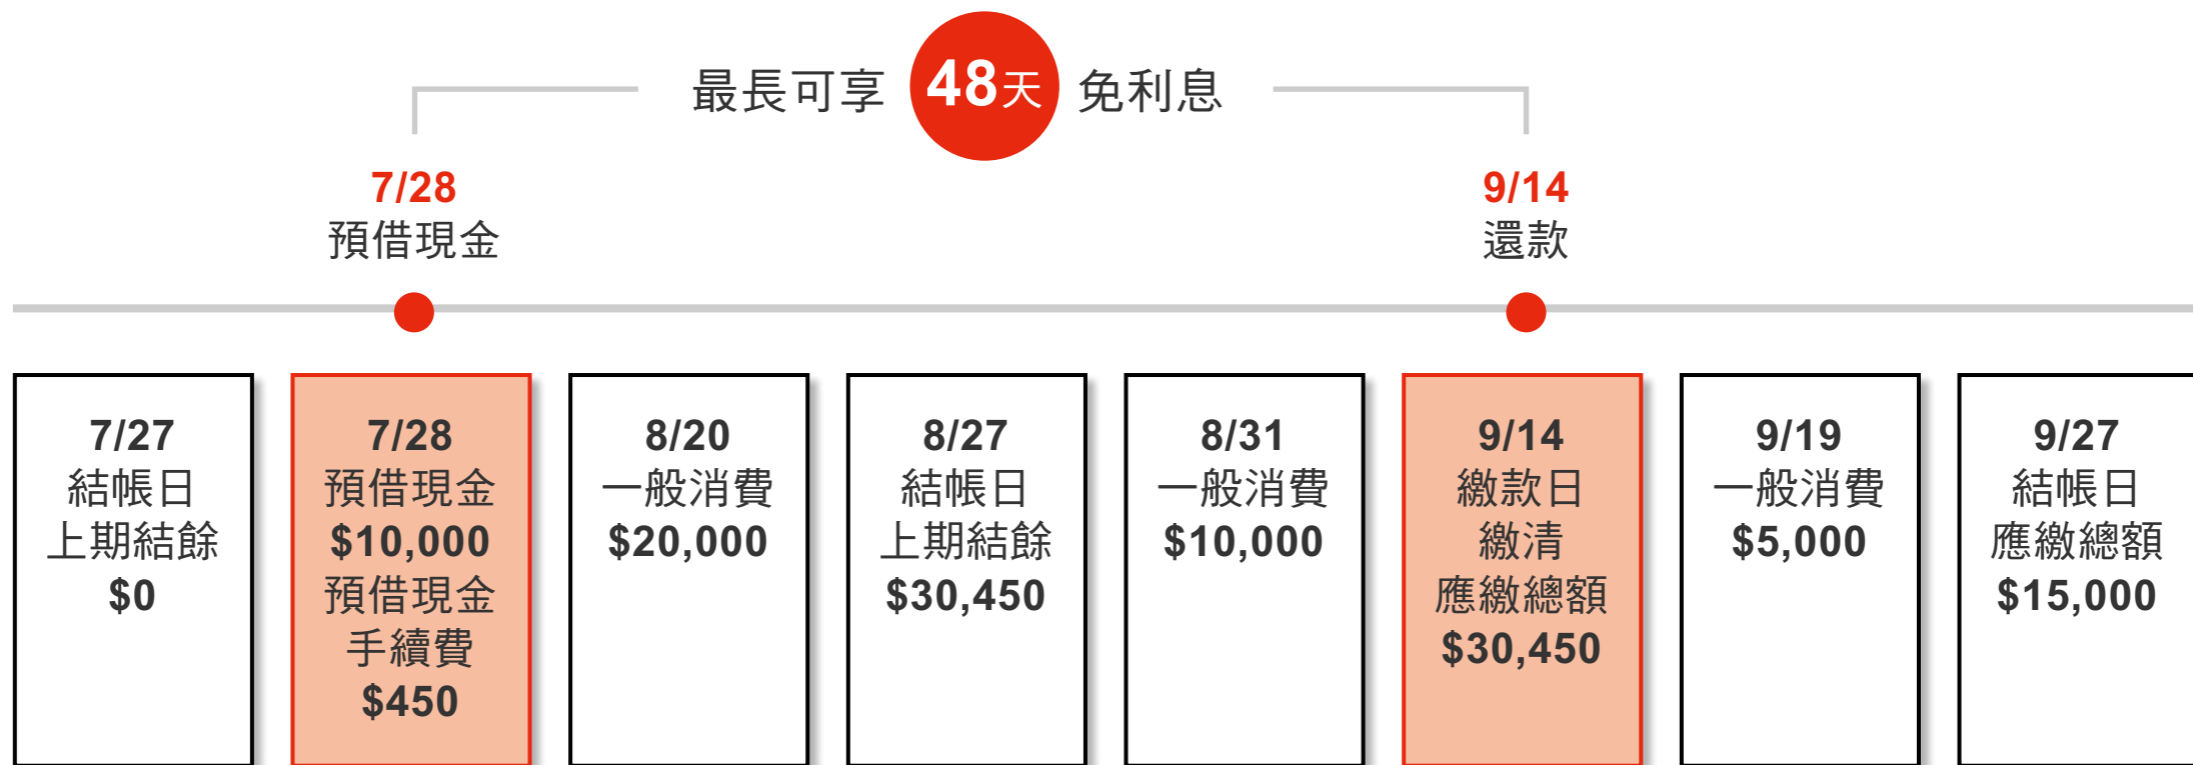 最長可享 48天 免利息
7/28
預借現金
9/14
還款
7/27
結帳日
上期結餘
$0
7/28
預借現金
$10,000
預借現金
手續費
$450
8/20
一般消費
$20,000
8/27
結帳日
上期結餘
$30,450
8/31
一般消費
$10,000
9/14
繳款日
繳清
應繳總額
$30,450
9/19
一般消費
$5,000
9/27
結帳日
應繳總額
$15,000